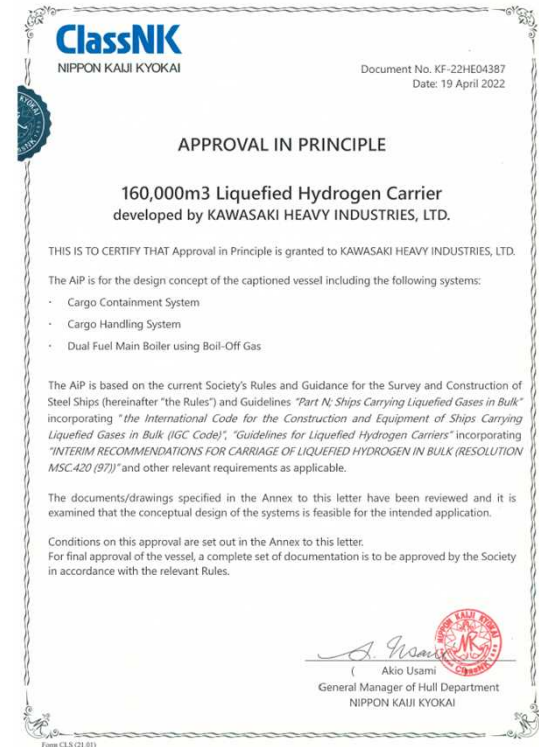 ClassNK
NIPPON KAIJI KYOKAI
Document No. KF-22HE04387
Date: 19 April 2022
APPROVAL IN PRINCIPLE
160,000m3 Liquefied Hydrogen Carrier
developed by KAWASAKI HEAVY INDUSTRIES, LTD.
THIS IS TO CERTIFY THAT Approval in Principle is granted to KAWASAKI HEAVY INDUSTRIES, LTD.
The AiP is for the design concept of the captioned vessel including the following systems:
· Cargo Containment System
· Cargo Handling System
· Dual Fuel Main Boiler using Boil-Off Gas
The AiP is based on the current Society's Rules and Guidance for the Survey and Construction of
Steel Ships (hereinafter "the Rules") and Guidelines "Part N; Ships Carrying Liquefied Gases in Bulk"
incorporating "the International Code for the Construction and Equipment of Ships Carrying
Liquefied Gases in Bulk (IGC Code)", "Guidelines for Liquefied Hydrogen Carriers" incorporating
"INTERIM RECOMMENDATIONS FOR CARRIAGE OF LIQUEFIED HYDROGEN IN BULK (RESOLUTION
MSC.420 (97))" and other relevant requirements as applicable.
The documents/drawings specified in the Annex to this letter have been reviewed and it is
examined that the conceptual design of the systems is feasible for the intended application.
Conditions on this approval are set out in the Annex to this letter.
For final approval of the vessel, a complete set of documentation is to be approved by the Society
in accordance with the relevant Rules.
A. Usami
( Akio Usami
General Manager of Hull Department
NIPPON KAIJI KYOKAI
Form CLS (21.01)